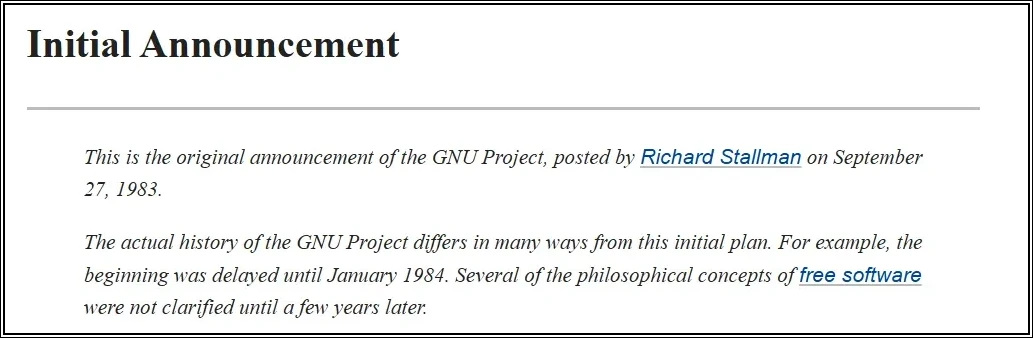 Initial Announcement
This is the original announcement of the GNU Project, posted by Richard Stallman on September
27, 1983.
The actual history of the GNU Project differs in many ways from this initial plan. For example, the
beginning was delayed until January 1984. Several of the philosophical concepts of free software
were not clarified until a few years later.